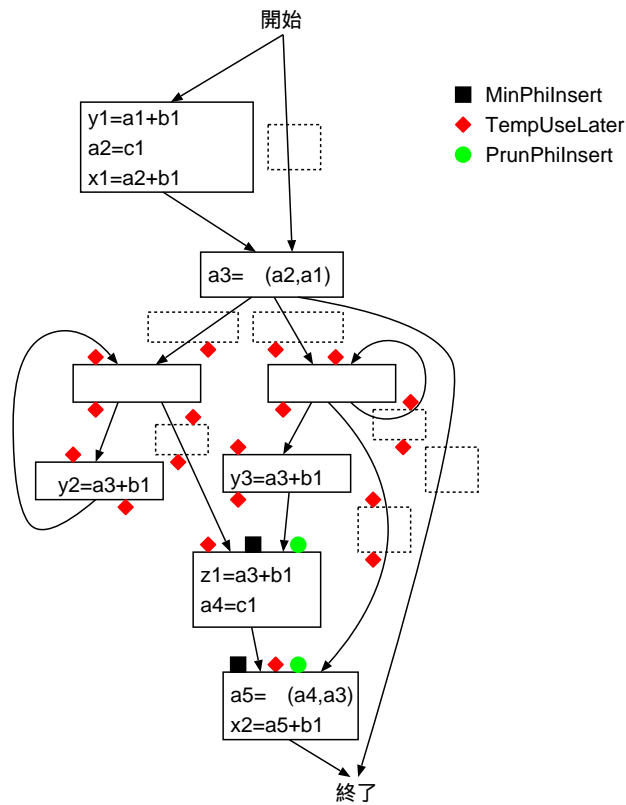 開始
MinPhiInsert
TempUseLater
PrunPhiInsert
y1=a1+b1
a2=c1
x1=a2+b1
a3= (a2,a1)
y2=a3+b1
y3=a3+b1
z1=a3+b1
a4=c1
a5= (a4,a3)
x2=a5+b1
終了